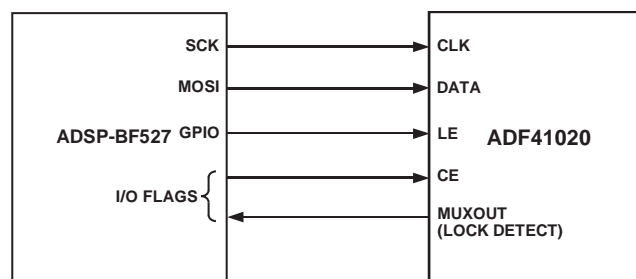 SCK CLK
MOSI DATA
ADSP-BF527 GPIO LE ADF41020
I/O FLAGS CE
MUXOUT
(LOCK DETECT)